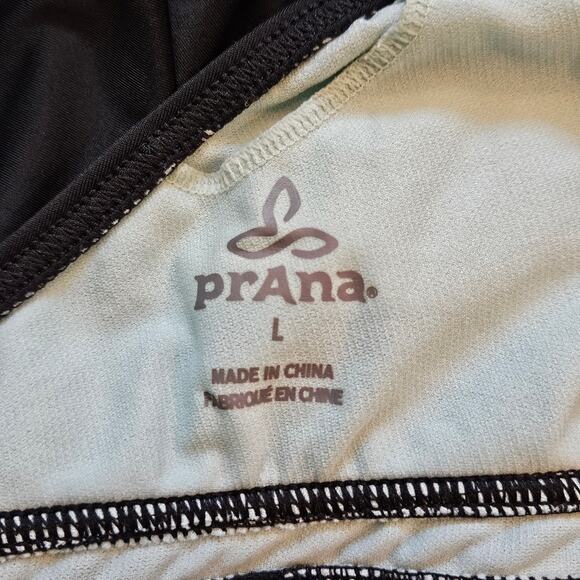 prAna®
L
MADE IN CHINA
FABRIQUÉ EN CHINE